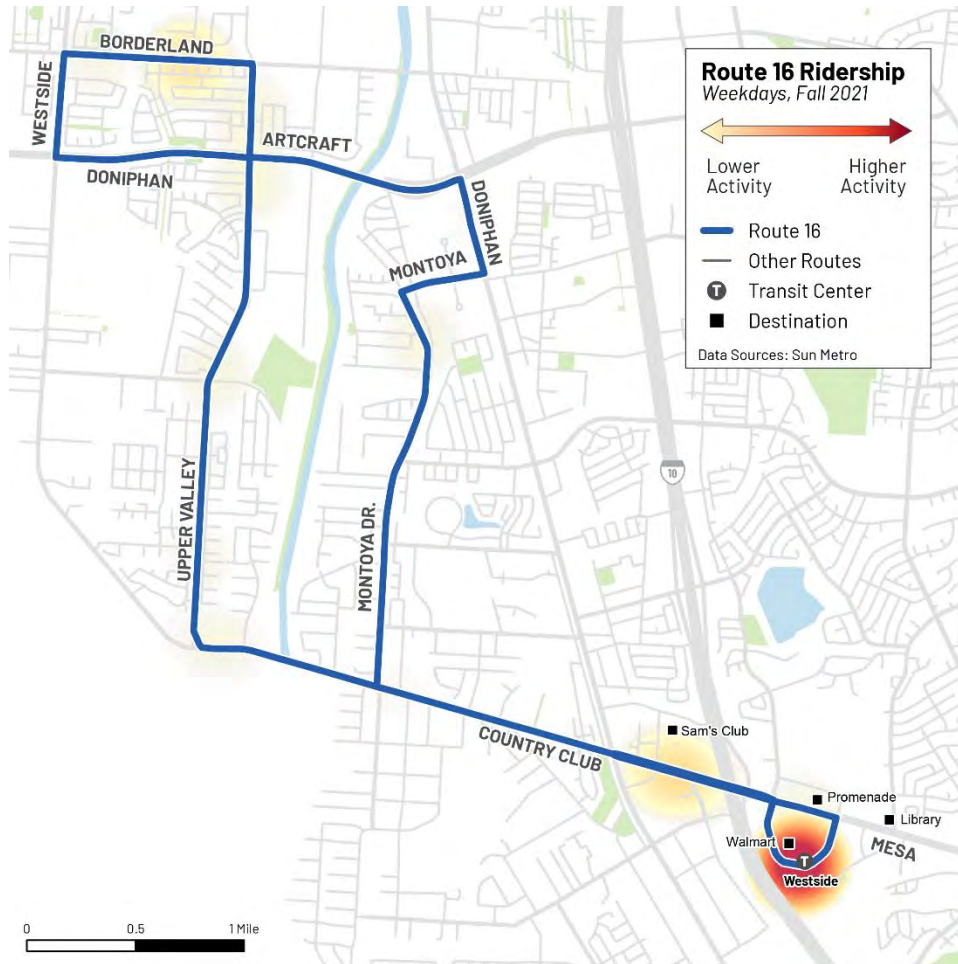 BORDERLAND
WESTSIDE
ARTCRAFT
DONIPHAN
DONIPHAN
MONTOYA
UPPER VALLEY
MONTOYA DR.
COUNTRY CLUB
10
Sam's Club
Promenade
Library
Walmart
MESA
T
Westside
Route 16 Ridership
Weekdays, Fall 2021
Lower
Activity
Higher
Activity
Route 16
Other Routes
T Transit Center
Destination
Data Sources: Sun Metro
0 0.5 1 Mile